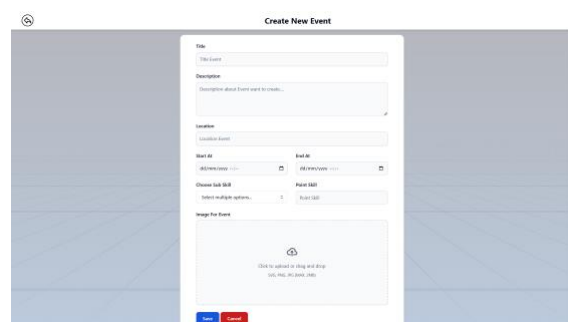 Create New Event
Title
Title Event
Description
Description about Event want to create...
Location
Location Event
Start At
End At
dd/mm/yyyy --:--
dd/mm/yyyy --:--
Choose Sub Skill
Point Skill
Select multiple options...
Point Skill
Image For Event
Click to upload or drag and drop
SVG, PNG, JPG
Save
Cancel